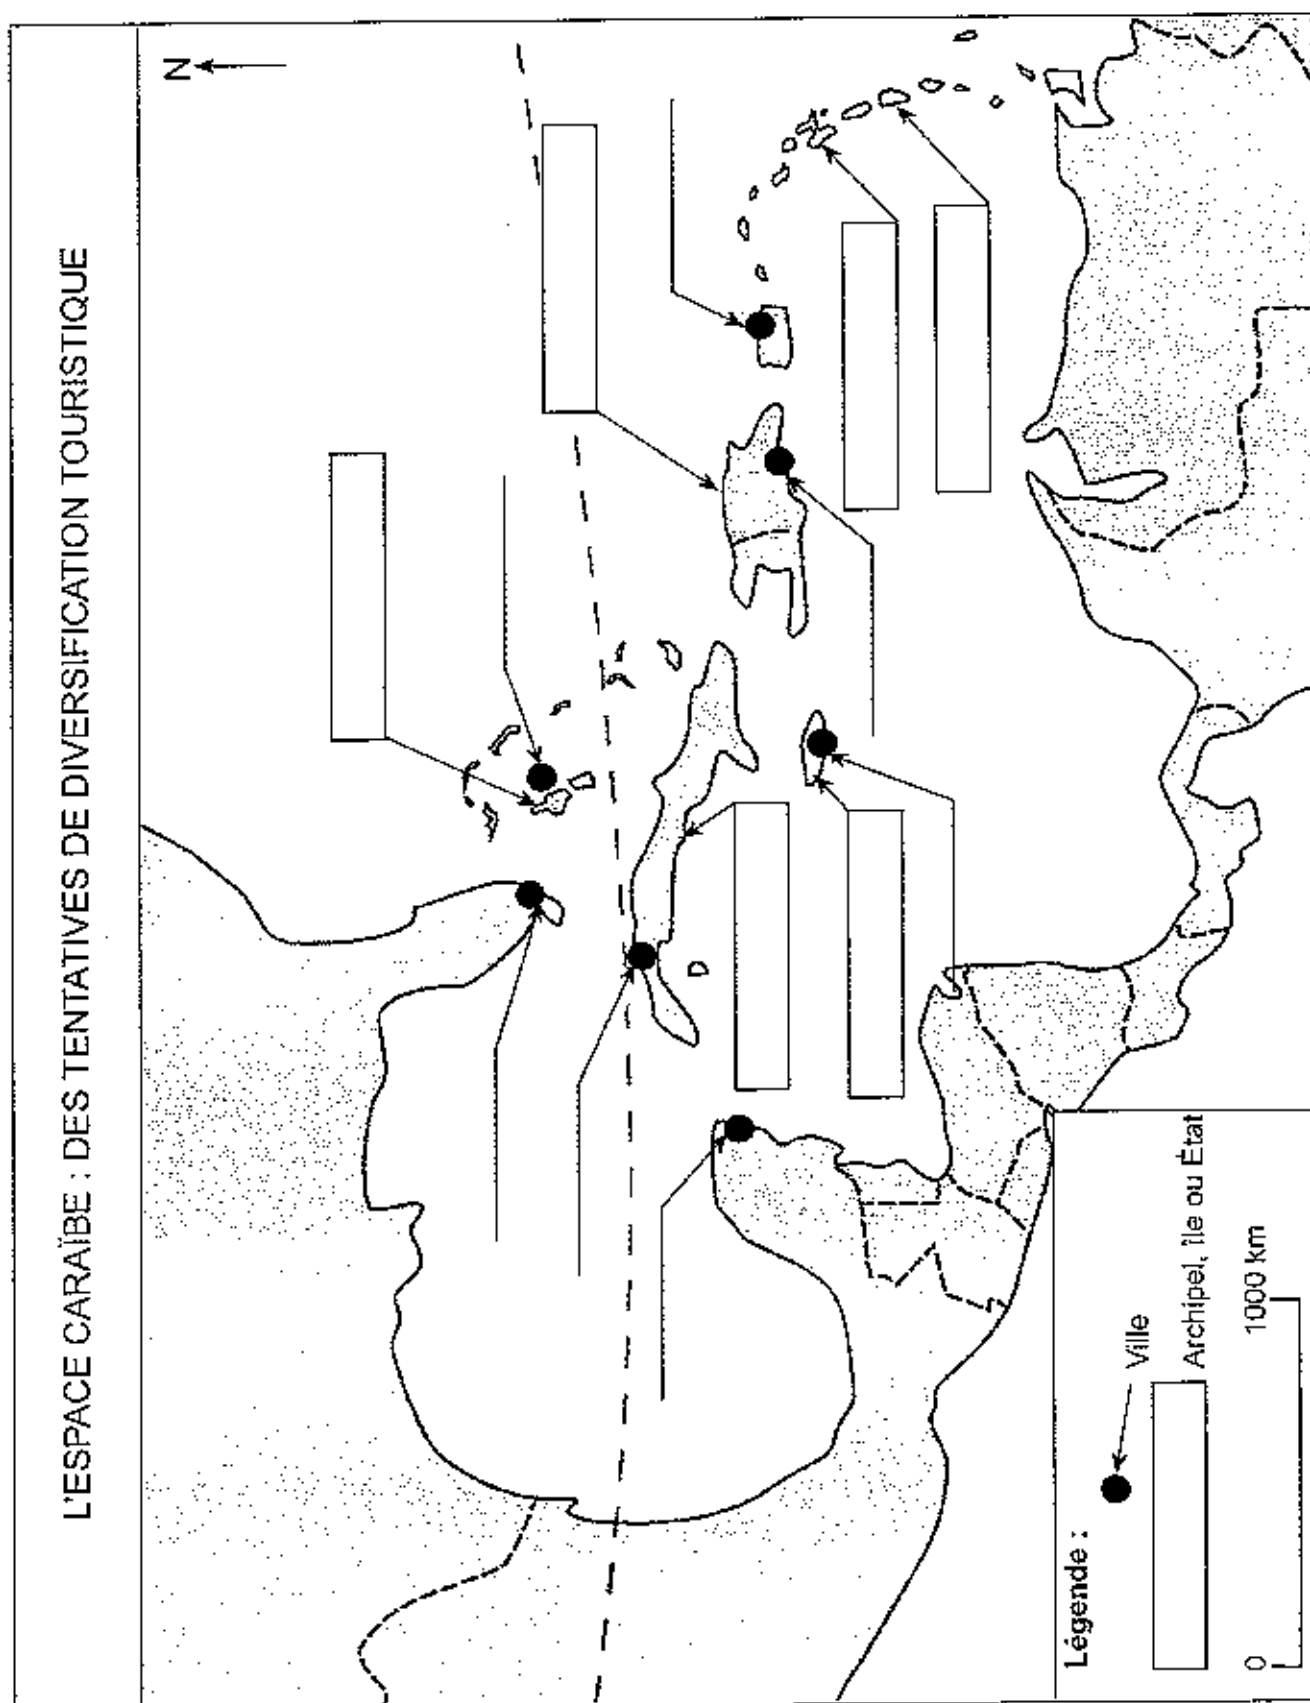 L'ESPACE CARAÏBE : DES TENTATIVES DE DIVERSIFICATION TOURISTIQUE
N
Légende :
Ville
Archipel, île ou État
0 1000 km